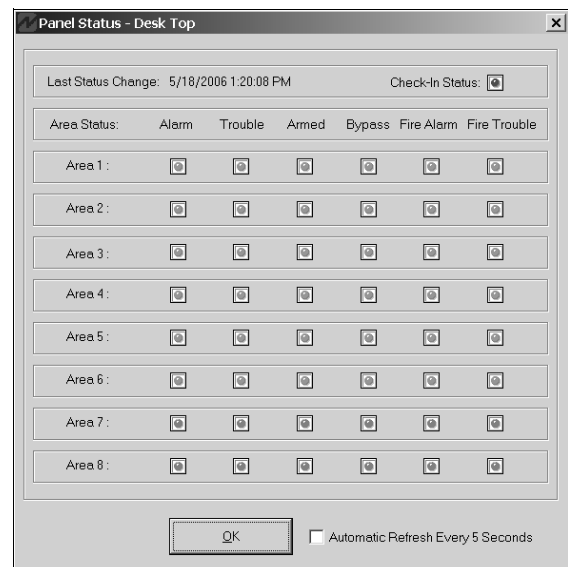 Panel Status - Desk Top
Last Status Change: 5/18/2006 1:20:08 PM Check-In Status:
Area Status: Alarm Trouble Armed Bypass Fire Alarm Fire Trouble
Area 1 :
Area 2 :
Area 3 :
Area 4 :
Area 5 :
Area 6 :
Area 7 :
Area 8 :
OK Automatic Refresh Every 5 Seconds